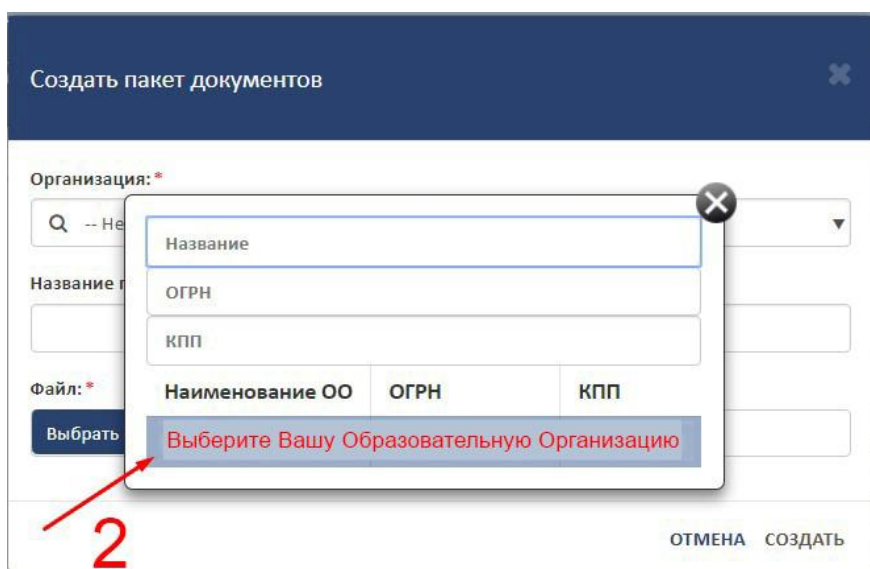 Создать пакет документов
Организация:*
-- Не
Название
Название
ОГРН
КПП
Файл:*
Наименование ОО ОГРН КПП
Выбрать
Выберите Вашу Образовательную Организацию
2
ОТМЕНА СОЗДАТЬ